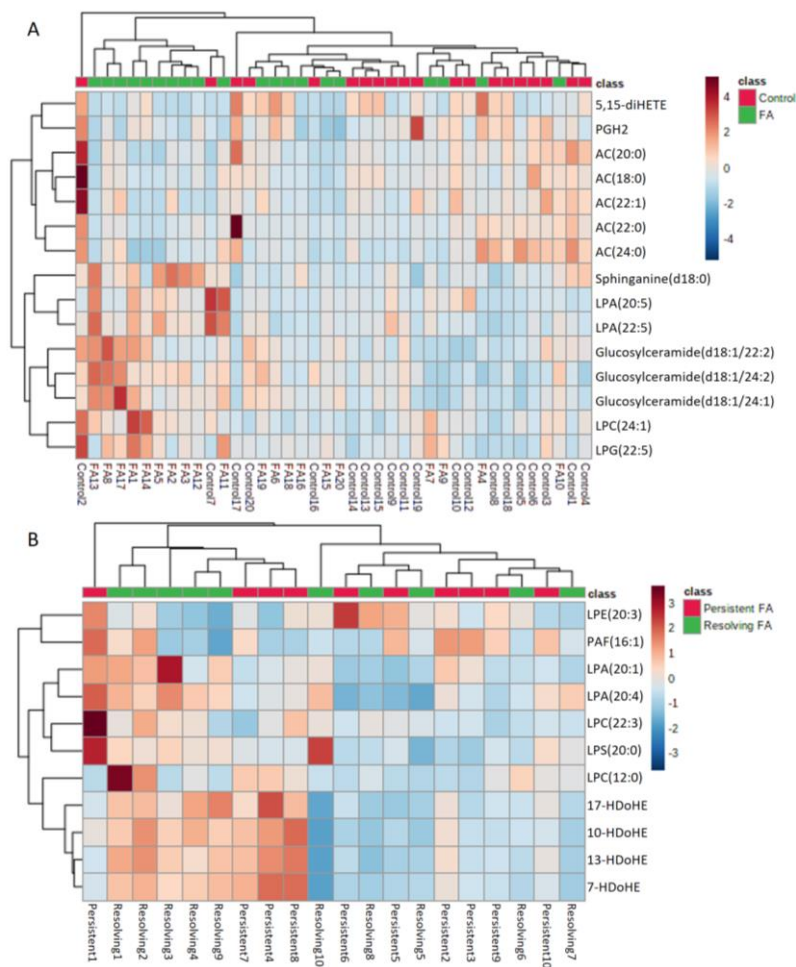 A
class
class
Control
FA
4
2
0
-2
-4
5,15-diHETE
PGH2
AC(20:0)
AC(18:0)
AC(22:1)
AC(22:0)
AC(24:0)
Sphinganine(d18:0)
LPA(20:5)
LPA(22:5)
Glucosylceramide(d18:1/22:2)
Glucosylceramide(d18:1/24:2)
Glucosylceramide(d18:1/24:1)
LPC(24:1)
LPG(22:5)
Control2
FA13
FA8
FA17
FA1
FA14
FA5
FA2
FA3
FA12
Control7
FA11
Control17
Control20
FA19
FA6
FA18
FA16
Control16
FA15
FA20
Control14
Control13
Control15
Control9
Control11
Control19
FA7
FA9
Control10
Control12
FA4
Control8
Control18
Control5
Control6
Control3
FA10
Control1
Control4
B
class
class
Persistent FA
Resolving FA
3
2
1
0
-1
-2
-3
LPE(20:3)
PAF(16:1)
LPA(20:1)
LPA(20:4)
LPC(22:3)
LPS(20:0)
LPC(12:0)
17-HDoHE
10-HDoHE
13-HDoHE
7-HDoHE
Persistent1
Resolving1
Resolving2
Resolving3
Resolving4
Resolving9
Persistent7
Persistent4
Persistent8
Resolving10
Persistent6
Resolving8
Persistent5
Resolving5
Persistent2
Persistent3
Persistent9
Resolving6
Persistent10
Resolving7